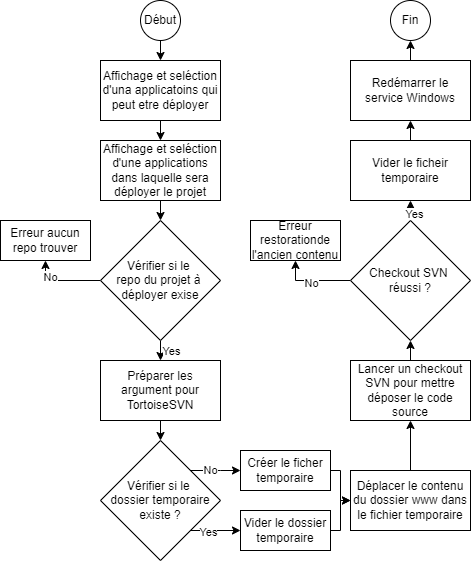 Début
Affichage et seléction
d'una applicatoins qui
peut etre déployer
Affichage et seléction
d'une applications
dans laquelle sera
déployer le projet
Vérifier si le
repo du projet à
déployer exise
No
Erreur aucun
repo trouver
Yes
Préparer les
argument pour
TortoiseSVN
Vérifier si le
dossier temporaire
existe ?
No
Créer le ficher
temporaire
Yes
Vider le dossier
temporaire
Déplacer le contenu
du dossier www dans
le fichier temporaire
Lancer un checkout
SVN pour mettre
déposer le code
source
Checkout SVN
réussi ?
No
Erreur
restorationde
l'ancien contenu
Yes
Vider le ficheir
temporaire
Redémarrer le
service Windows
Fin